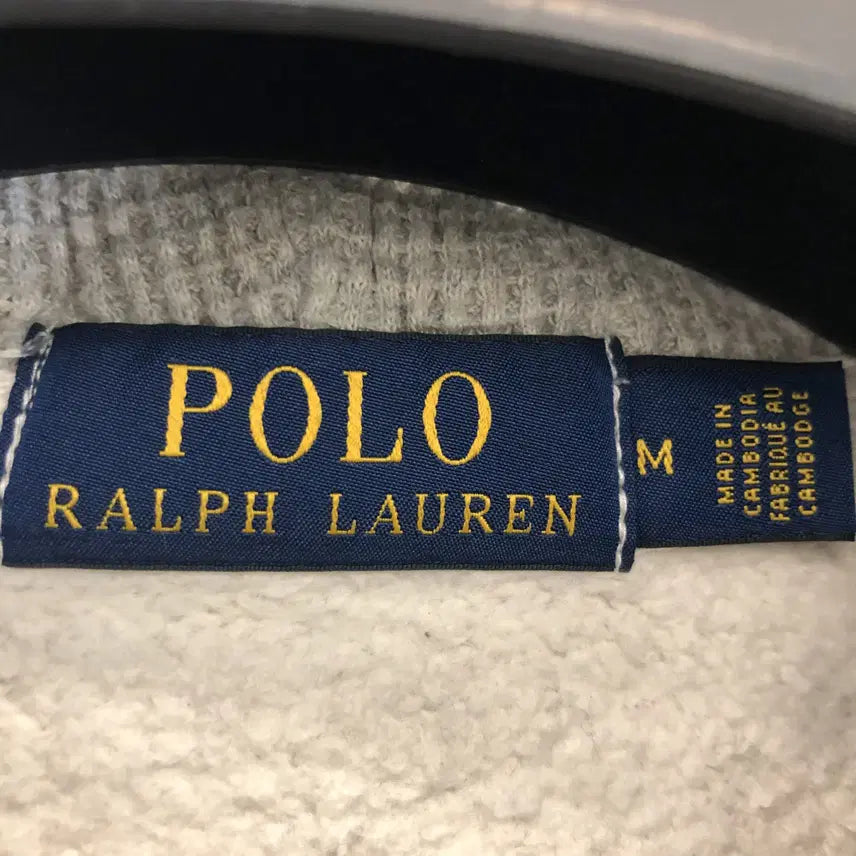 POLO
RALPH LAUREN
M
MADE IN
CAMBODIA
FABRIQUÉ AU
CAMBODGE